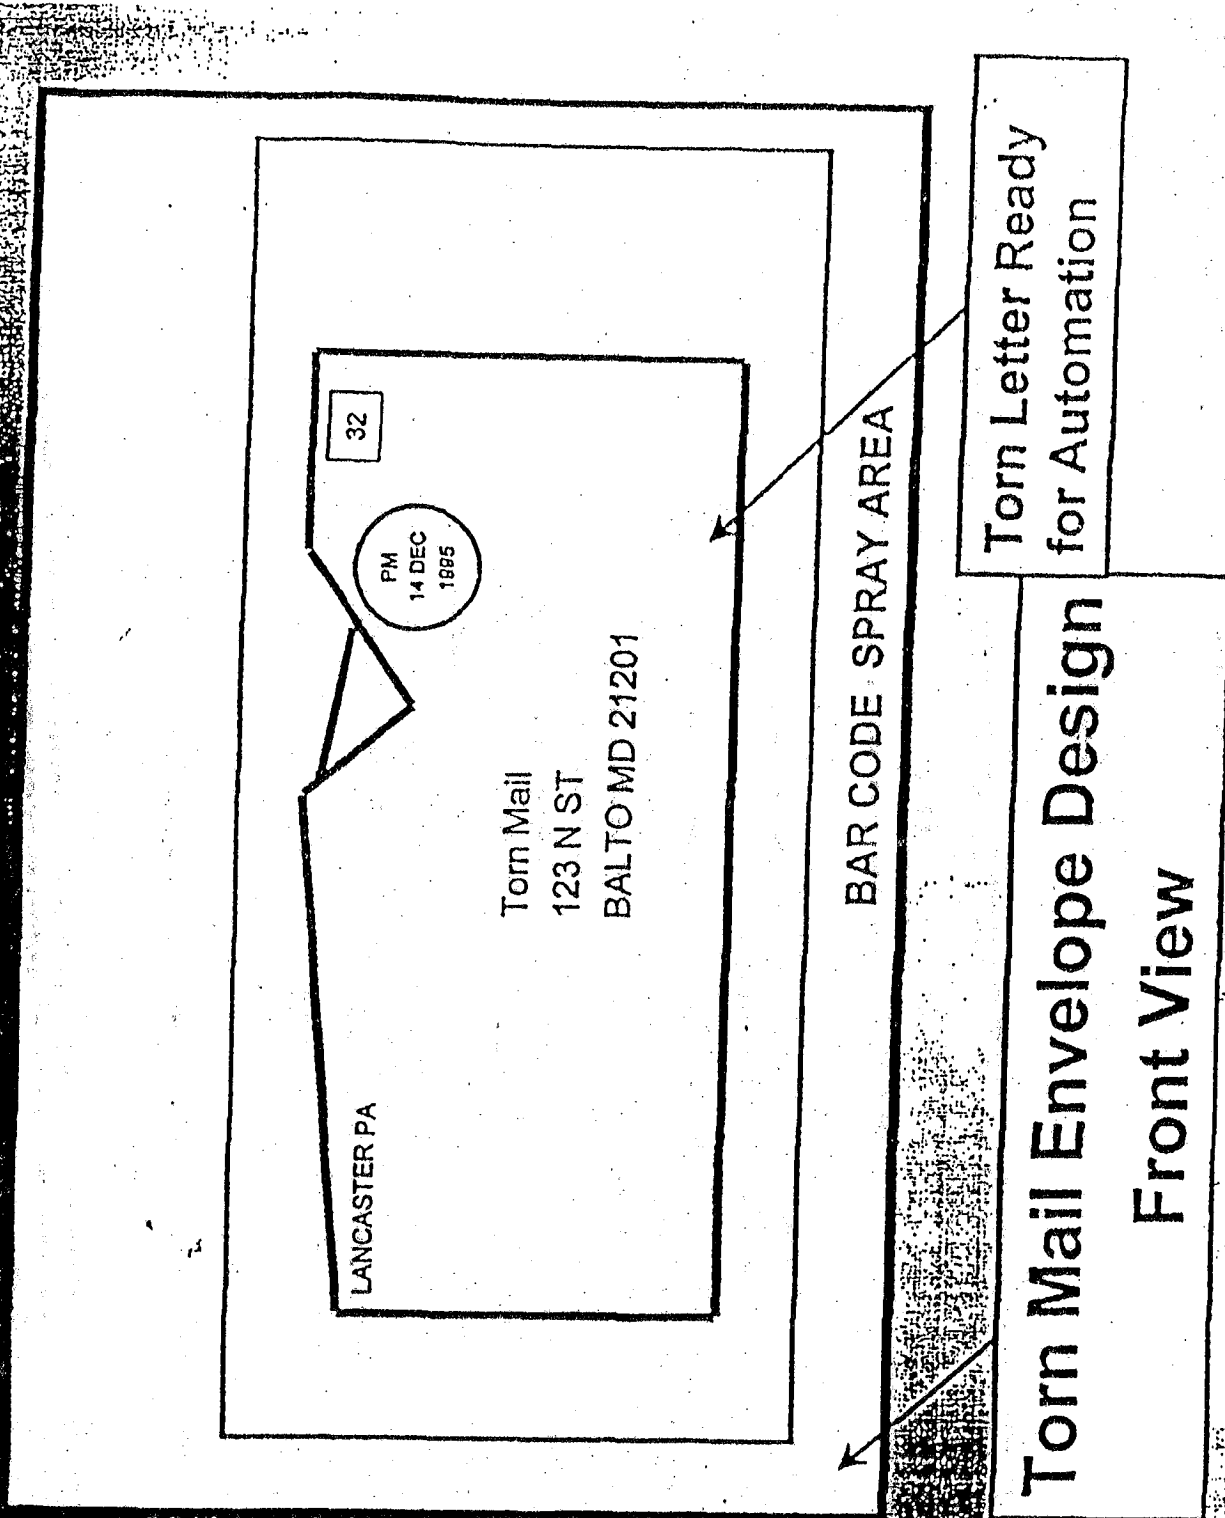 LANCASTER PA
PM
14 DEC
1995
32
Torn Mail
123 N ST
BALTO MD 21201
BAR CODE SPRAY AREA
Torn Letter Ready
for Automation
Torn Mail Envelope Design
Front View